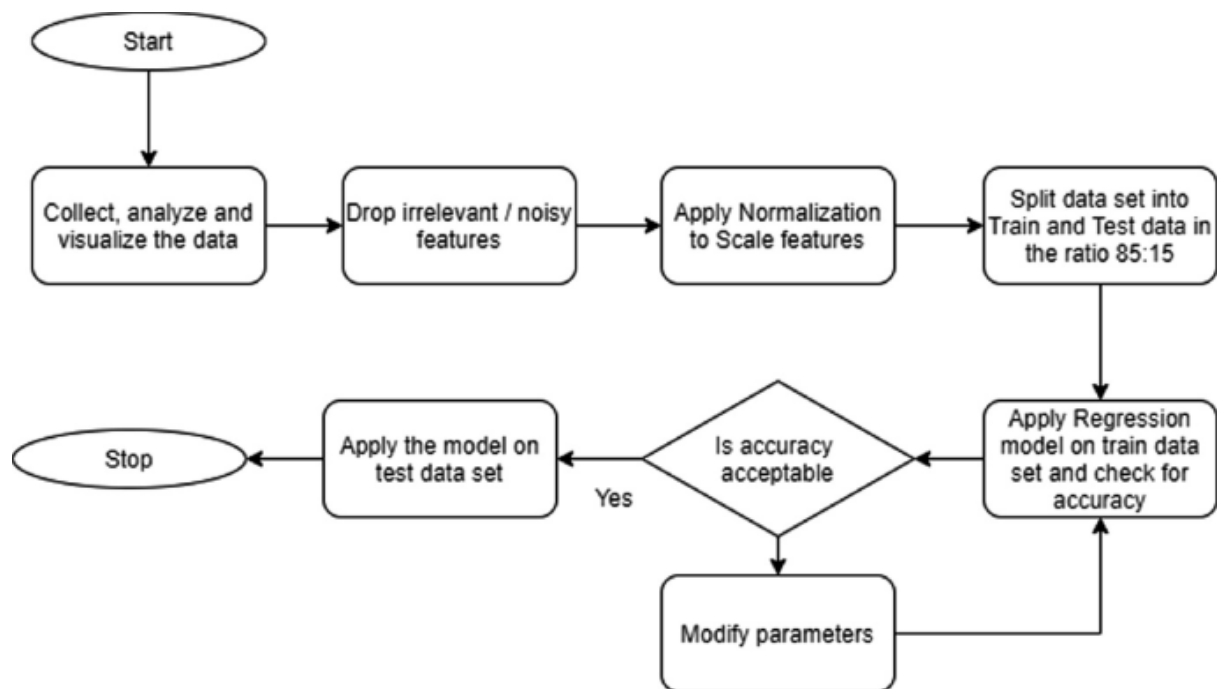 Start
Collect, analyze and
visualize the data
Drop irrelevant / noisy
features
Apply Normalization
to Scale features
Split data set into
Train and Test data in
the ratio 85:15
Apply Regression
model on train data
set and check for
accuracy
Is accuracy
acceptable
Yes
Apply the model on
test data set
Stop
Modify parameters